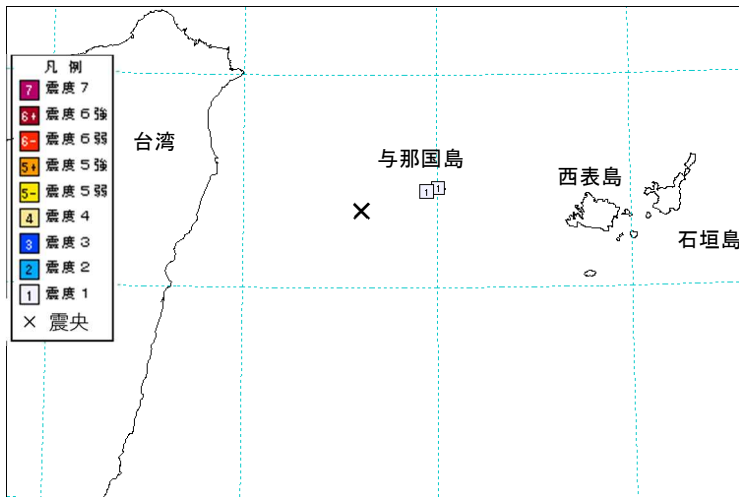 凡 例
7 震度７
6+ 震度６強
6- 震度６弱
5+ 震度５強
5- 震度５弱
4 震度４
3 震度３
2 震度２
1 震度１
× 震央
台湾
与那国島
1 1
西表島
石垣島